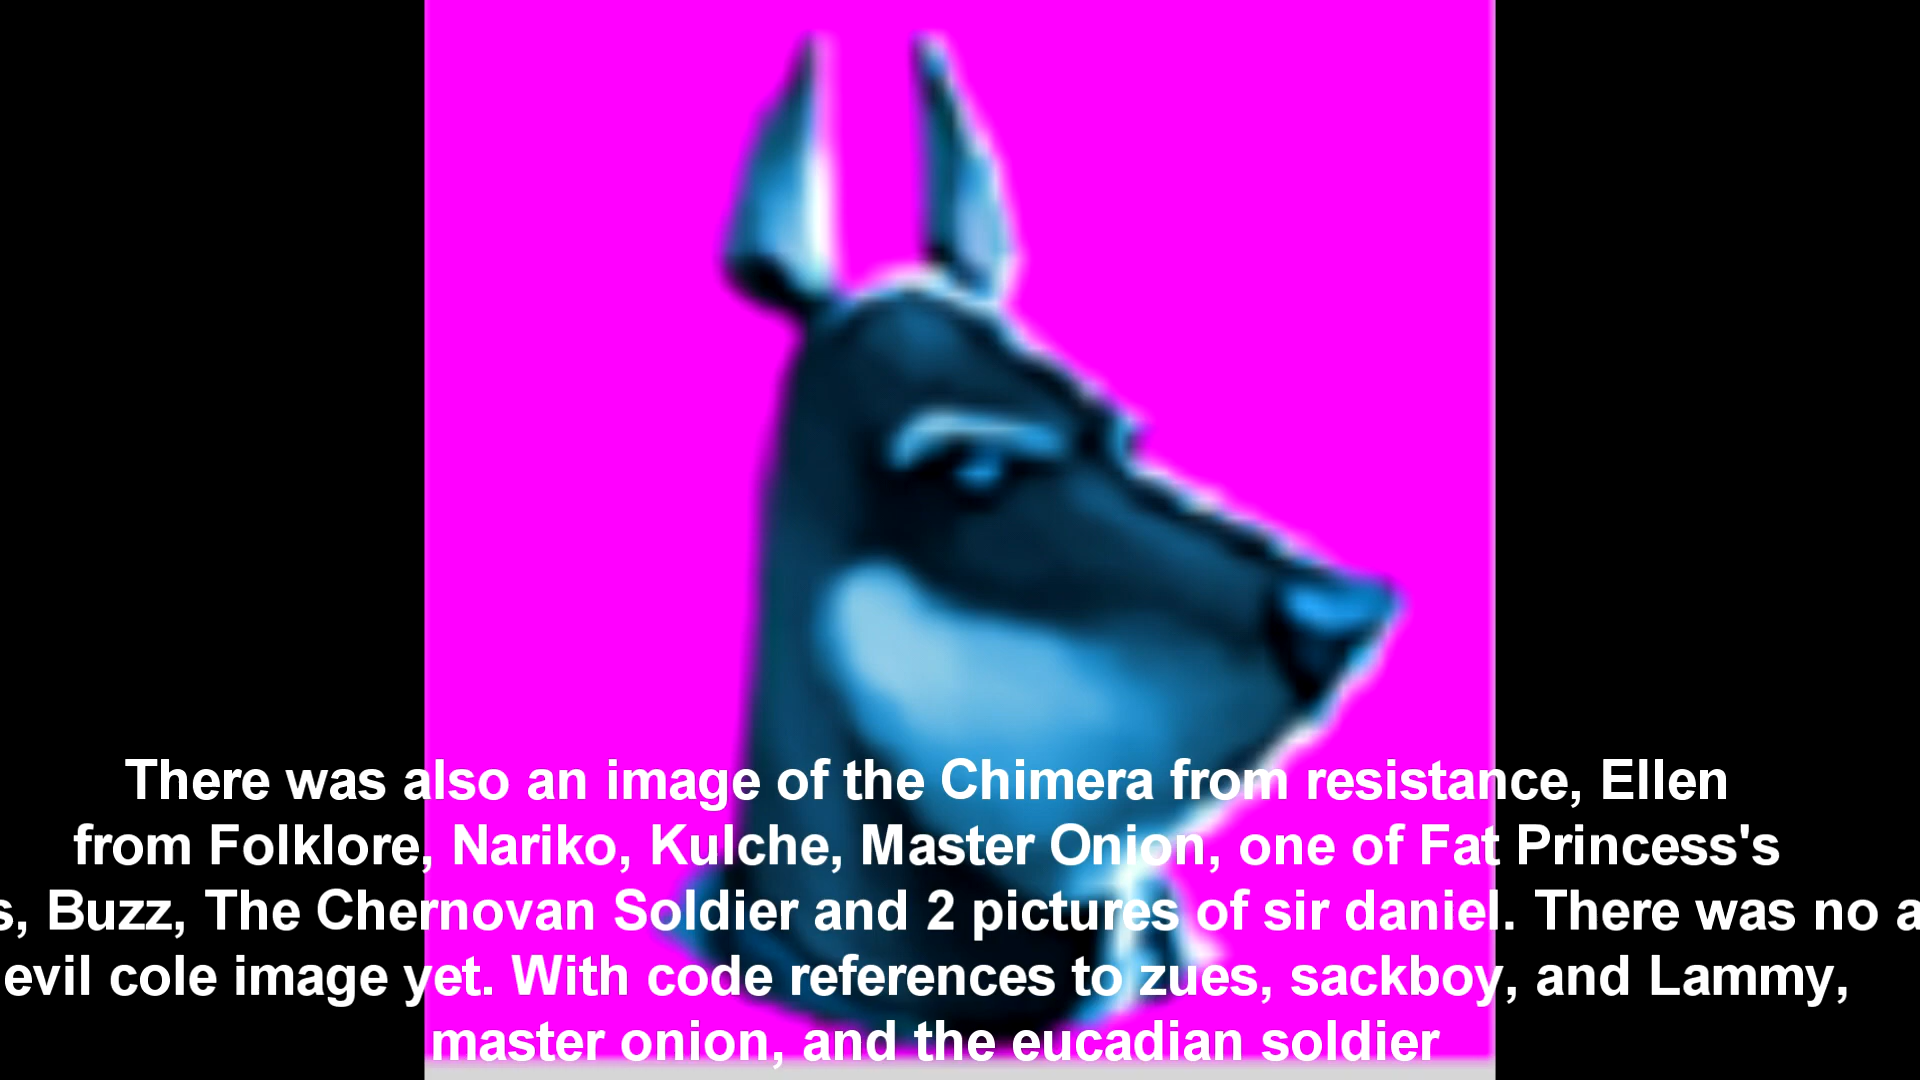 There was also an image of the Chimera from resistance, Ellen
from Folklore, Nariko, Kulche, Master Onion, one of Fat Princess's
Buzz, The Chernovan Soldier and 2 pictures of sir daniel. There was no
evil cole image yet. With code references to zues, sackboy, and Lammy,
master onion, and the eucadian soldier